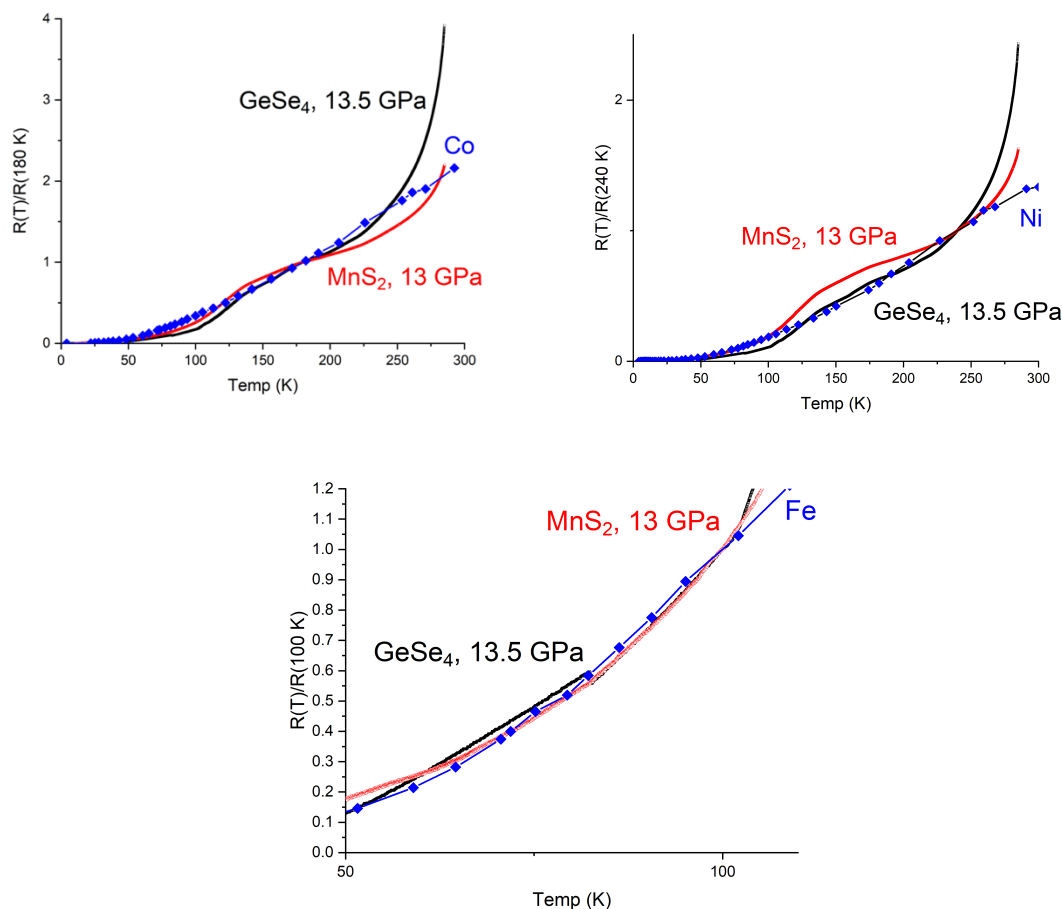 4
3
2
1
0
0
50
100
150
200
250
300
R(T)/R(180 K)
Temp (K)
GeSe₄, 13.5 GPa
Co
MnS₂, 13 GPa
2
0
0
50
100
150
200
250
300
R(T)/R(240 K)
Temp (K)
MnS₂, 13 GPa
Ni
GeSe₄, 13.5 GPa
1.2
1.1
1.0
0.9
0.8
0.7
0.6
0.5
0.4
0.3
0.2
0.1
0.0
50
100
R(T)/R(100 K)
Temp (K)
MnS₂, 13 GPa
Fe
GeSe₄, 13.5 GPa